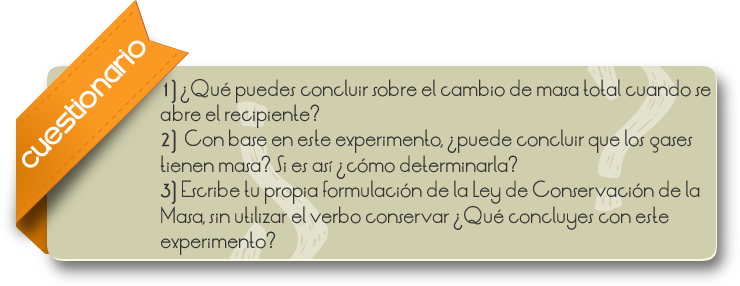 cuestionario
1) ¿Qué puedes concluir sobre el cambio de masa total cuando se
abre el recipiente?
2) Con base en este experimento, ¿puede concluir que los gases
tienen masa? Si es así ¿cómo determinarla?
3) Escribe tu propia formulación de la Ley de Conservación de la
Masa, sin utilizar el verbo conservar ¿Qué concluyes con este
experimento?